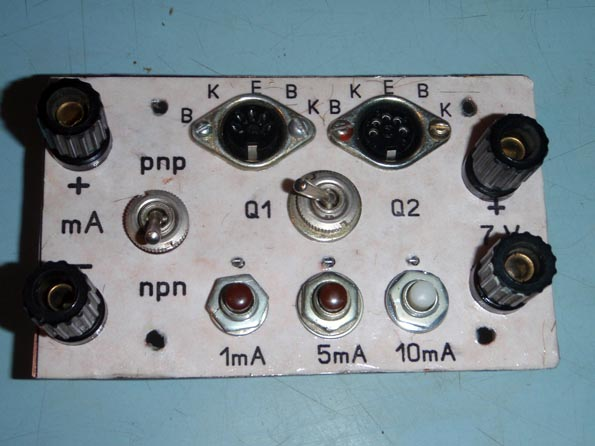 K E B K E B
B K B K
pnp
+ mA -
Q1 Q2
+ 7 V
npn
1mA 5mA 10mA